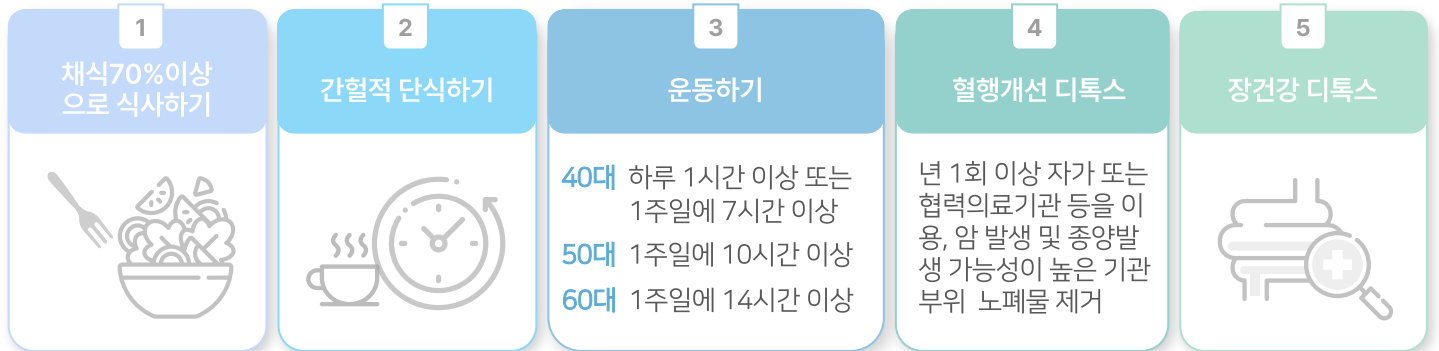 1
채식70%이상
으로 식사하기
2
간헐적 단식하기
3
운동하기
40대 하루 1시간 이상 또는
1주일에 7시간 이상
50대 1주일에 10시간 이상
60대 1주일에 14시간 이상
4
혈행개선 디톡스
년 1회 이상 자가 또는
협력의료기관 등을 이
용, 암 발생 및 종양발
생 가능성이 높은 기관
부위 노폐물 제거
5
장건강 디톡스